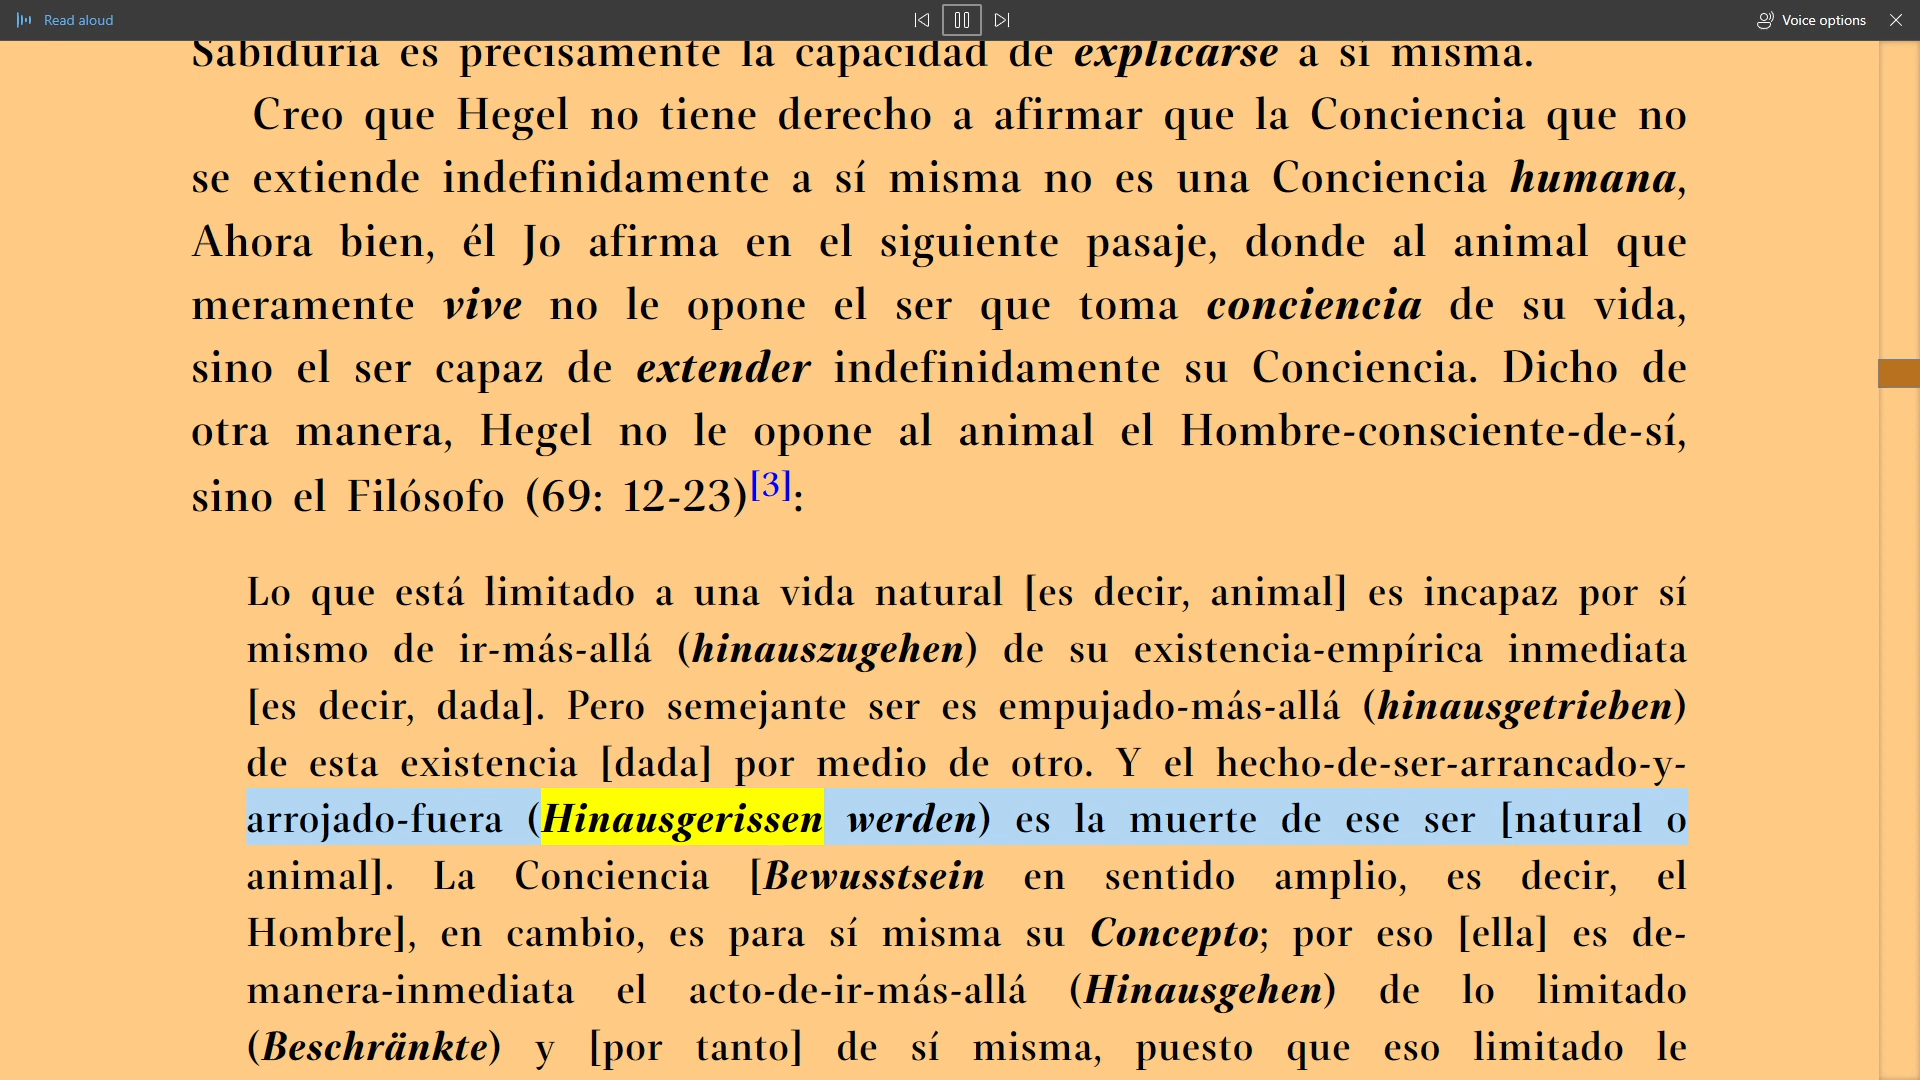 Read aloud
Voice options
Sabiduría es precisamente la capacidad de explicarse a sí misma.
Creo que Hegel no tiene derecho a afirmar que la Conciencia que no
se extiende indefinidamente a sí misma no es una Conciencia humana,
Ahora bien, él Jo afirma en el siguiente pasaje, donde al animal que
meramente vive no le opone el ser que toma conciencia de su vida,
sino el ser capaz de extender indefinidamente su Conciencia. Dicho de
otra manera, Hegel no le opone al animal el Hombre-consciente-de-sí,
sino el Filósofo (69: 12-23)[3]:
Lo que está limitado a una vida natural [es decir, animal] es incapaz por sí
mismo de ir-más-allá (hinauszugehen) de su existencia-empírica inmediata
[es decir, dada]. Pero semejante ser es empujado-más-allá (hinausgetrieben)
de esta existencia [dada] por medio de otro. Y el hecho-de-ser-arrancado-y-
arrojado-fuera (Hinausgerissen werden) es la muerte de ese ser [natural o
animal]. La Conciencia [Bewusstsein en sentido amplio, es decir, el
Hombre], en cambio, es para sí misma su Concepto; por eso [ella] es de-
manera-inmediata el acto-de-ir-más-allá (Hinausgehen) de lo limitado
(Beschränkte) y [por tanto] de sí misma, puesto que eso limitado le